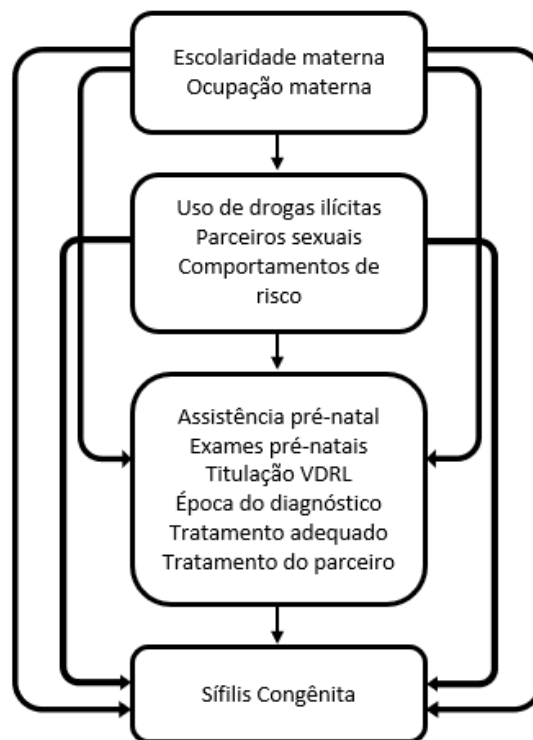 Escolaridade materna
Ocupação materna
Uso de drogas ilícitas
Parceiros sexuais
Comportamentos de
risco
Assistência pré-natal
Exames pré-natais
Titulação VDRL
Época do diagnóstico
Tratamento adequado
Tratamento do parceiro
Sífilis Congênita